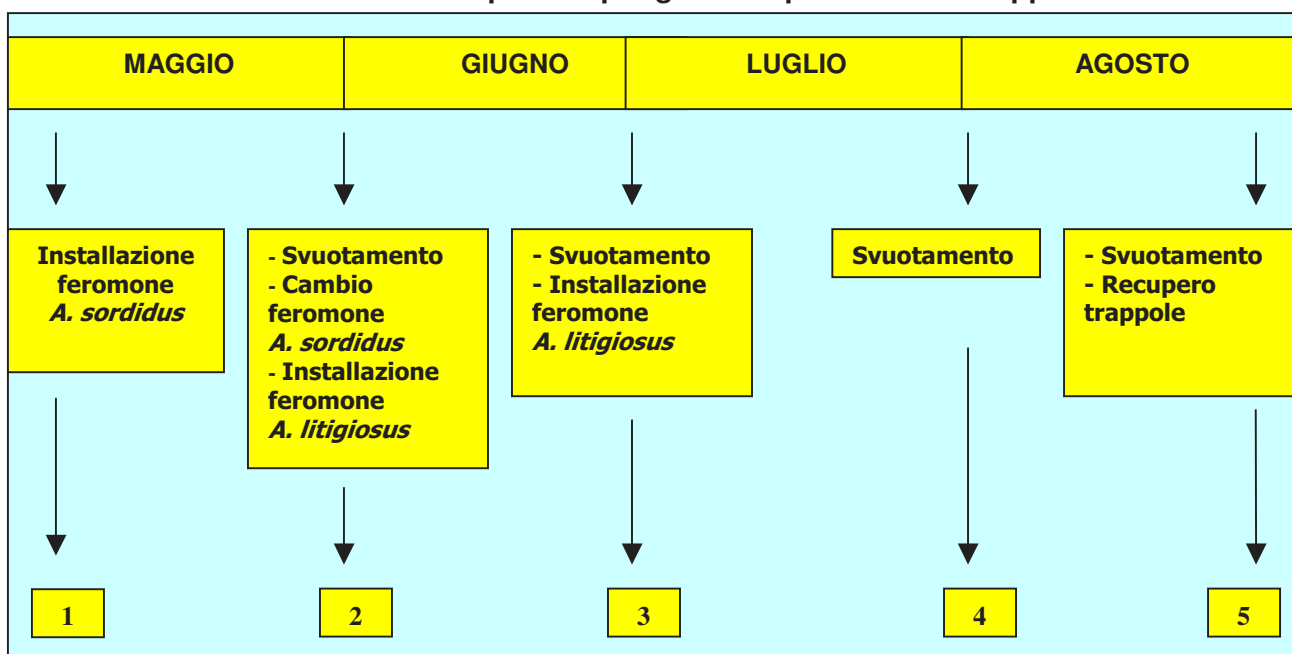 MAGGIO GIUGNO LUGLIO AGOSTO
Installazione
feromone
A. sordidus
- Svuotamento
- Cambio
feromone
A. sordidus
- Installazione
feromone
A. litigiosus
- Svuotamento
- Installazione
feromone
A. litigiosus
Svuotamento
- Svuotamento
- Recupero
trappole
1 2 3 4 5